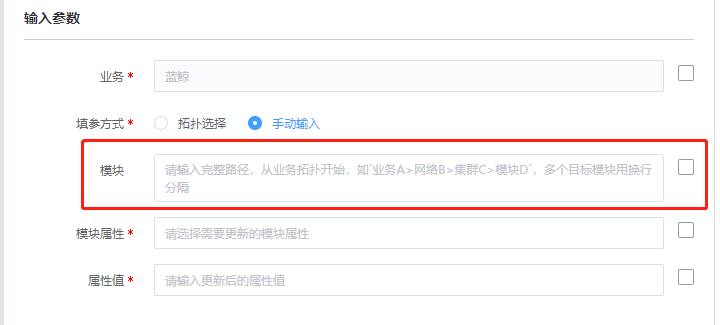 输入参数
业务 *
蓝鲸
填参方式 *
拓扑选择
手动输入
模块
请输入完整路径，从业务拓扑开始，如`业务A>网络B>集群C>模块D`，多个目标模块用换行
分隔
模块属性 *
请选择需要更新的模块属性
属性值 *
请输入更新后的属性值